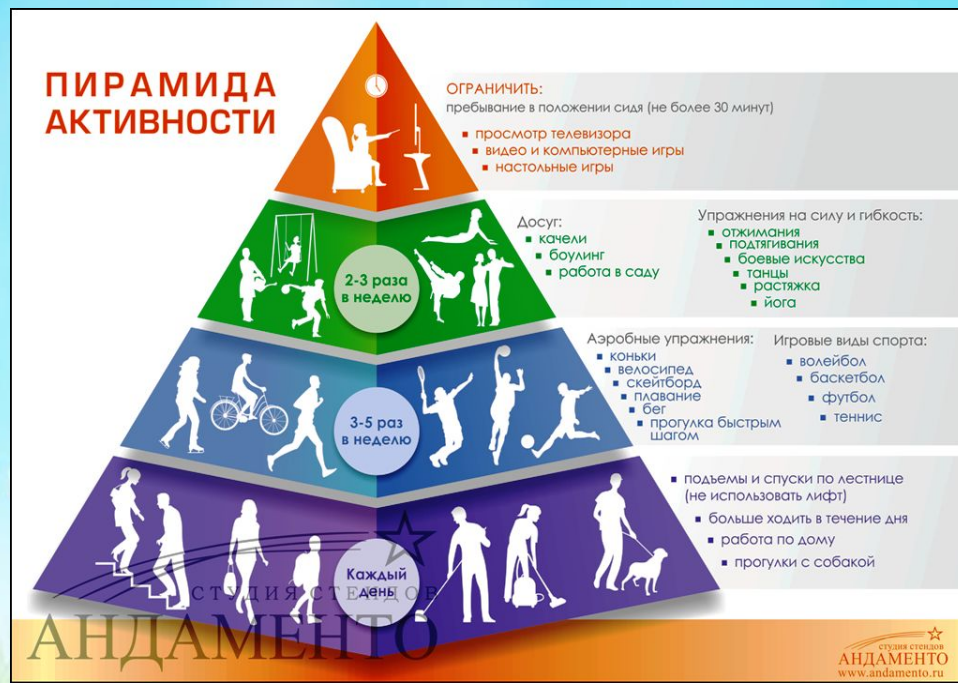 ПИРАМИДА
АКТИВНОСТИ
ОГРАНИЧИТЬ:
пребывание в положении сидя (не более 30 минут)
просмотр телевизора
видео и компьютерные игры
настольные игры
2-3 раза
в неделю
Досуг:
качели
боулинг
работа в саду
Упражнения на силу и гибкость:
отжимания
подтягивания
боевые искусства
танцы
растяжка
йога
3-5 раз
в неделю
Аэробные упражнения:
коньки
велосипед
скейтборд
плавание
бег
прогулка быстрым
шагом
Игровые виды спорта:
волейбол
баскетбол
футбол
теннис
Каждый
день
подъемы и спуски по лестнице
(не использовать лифт)
больше ходить в течение дня
работа по дому
прогулки с собакой
СТУДИЯ СТЕНДОВ
АНДАМЕНТО
студия стендов
АНДАМЕНТО
www.andamento.ru